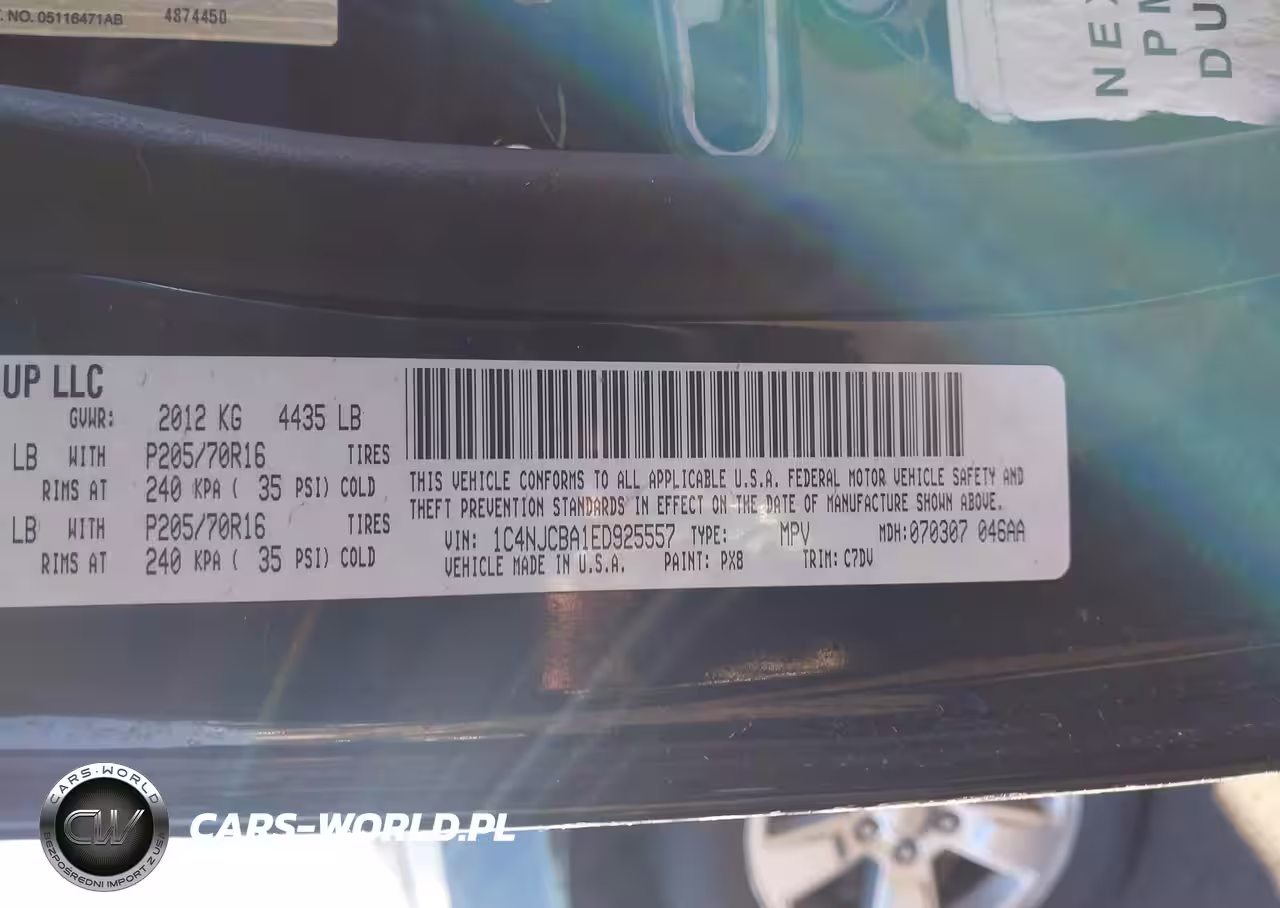 . NO. 05116471AB 4874450
NEX
PM
DU
UP LLC
GVWR: 2012 KG 4435 LB
LB WITH P205/70R16 TIRES
RIMS AT 240 KPA ( 35 PSI) COLD
LB WITH P205/70R16 TIRES
RIMS AT 240 KPA ( 35 PSI) COLD
THIS VEHICLE CONFORMS TO ALL APPLICABLE U.S.A. FEDERAL MOTOR VEHICLE SAFETY AND
THEFT PREVENTION STANDARDS IN EFFECT ON THE DATE OF MANUFACTURE SHOWN ABOVE.
VIN: 1C4NJCBA1ED925557 TYPE: MPV MDH:070307 046AA
VEHICLE MADE IN U.S.A. PAINT: PX8 TRIM: C7DV
CARS-WORLD
CW
BEZPOŚREDNI IMPORT Z USA
CARS-WORLD.PL